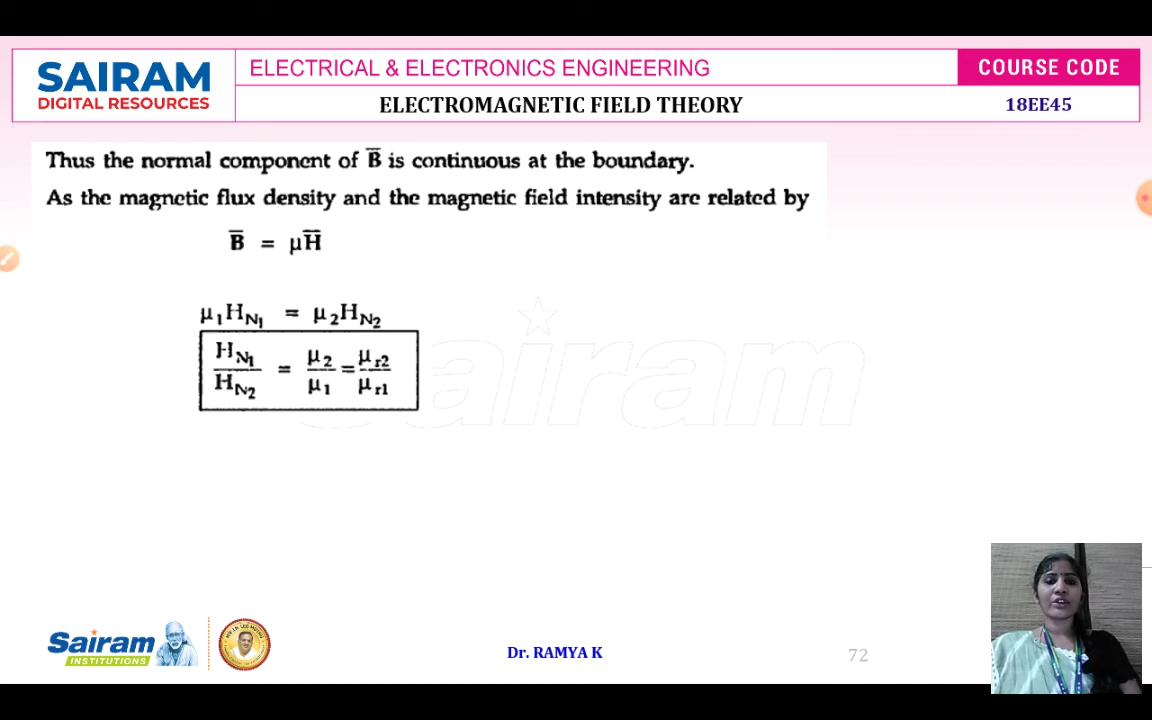 SAIRAM
DIGITAL RESOURCES
ELECTRICAL & ELECTRONICS ENGINEERING
COURSE CODE
ELECTROMAGNETIC FIELD THEORY
18EE45
Thus the normal component of B̅ is continuous at the boundary.
As the magnetic flux density and the magnetic field intensity are related by
B̅ = μH̅
μ₁H_N₁ = μ₂H_N₂
H_N₁/H_N₂ = μ₂/μ₁ = μ_r2/μ_r1
sairam
Sairam
INSTITUTIONS
Dr. RAMYA K
72